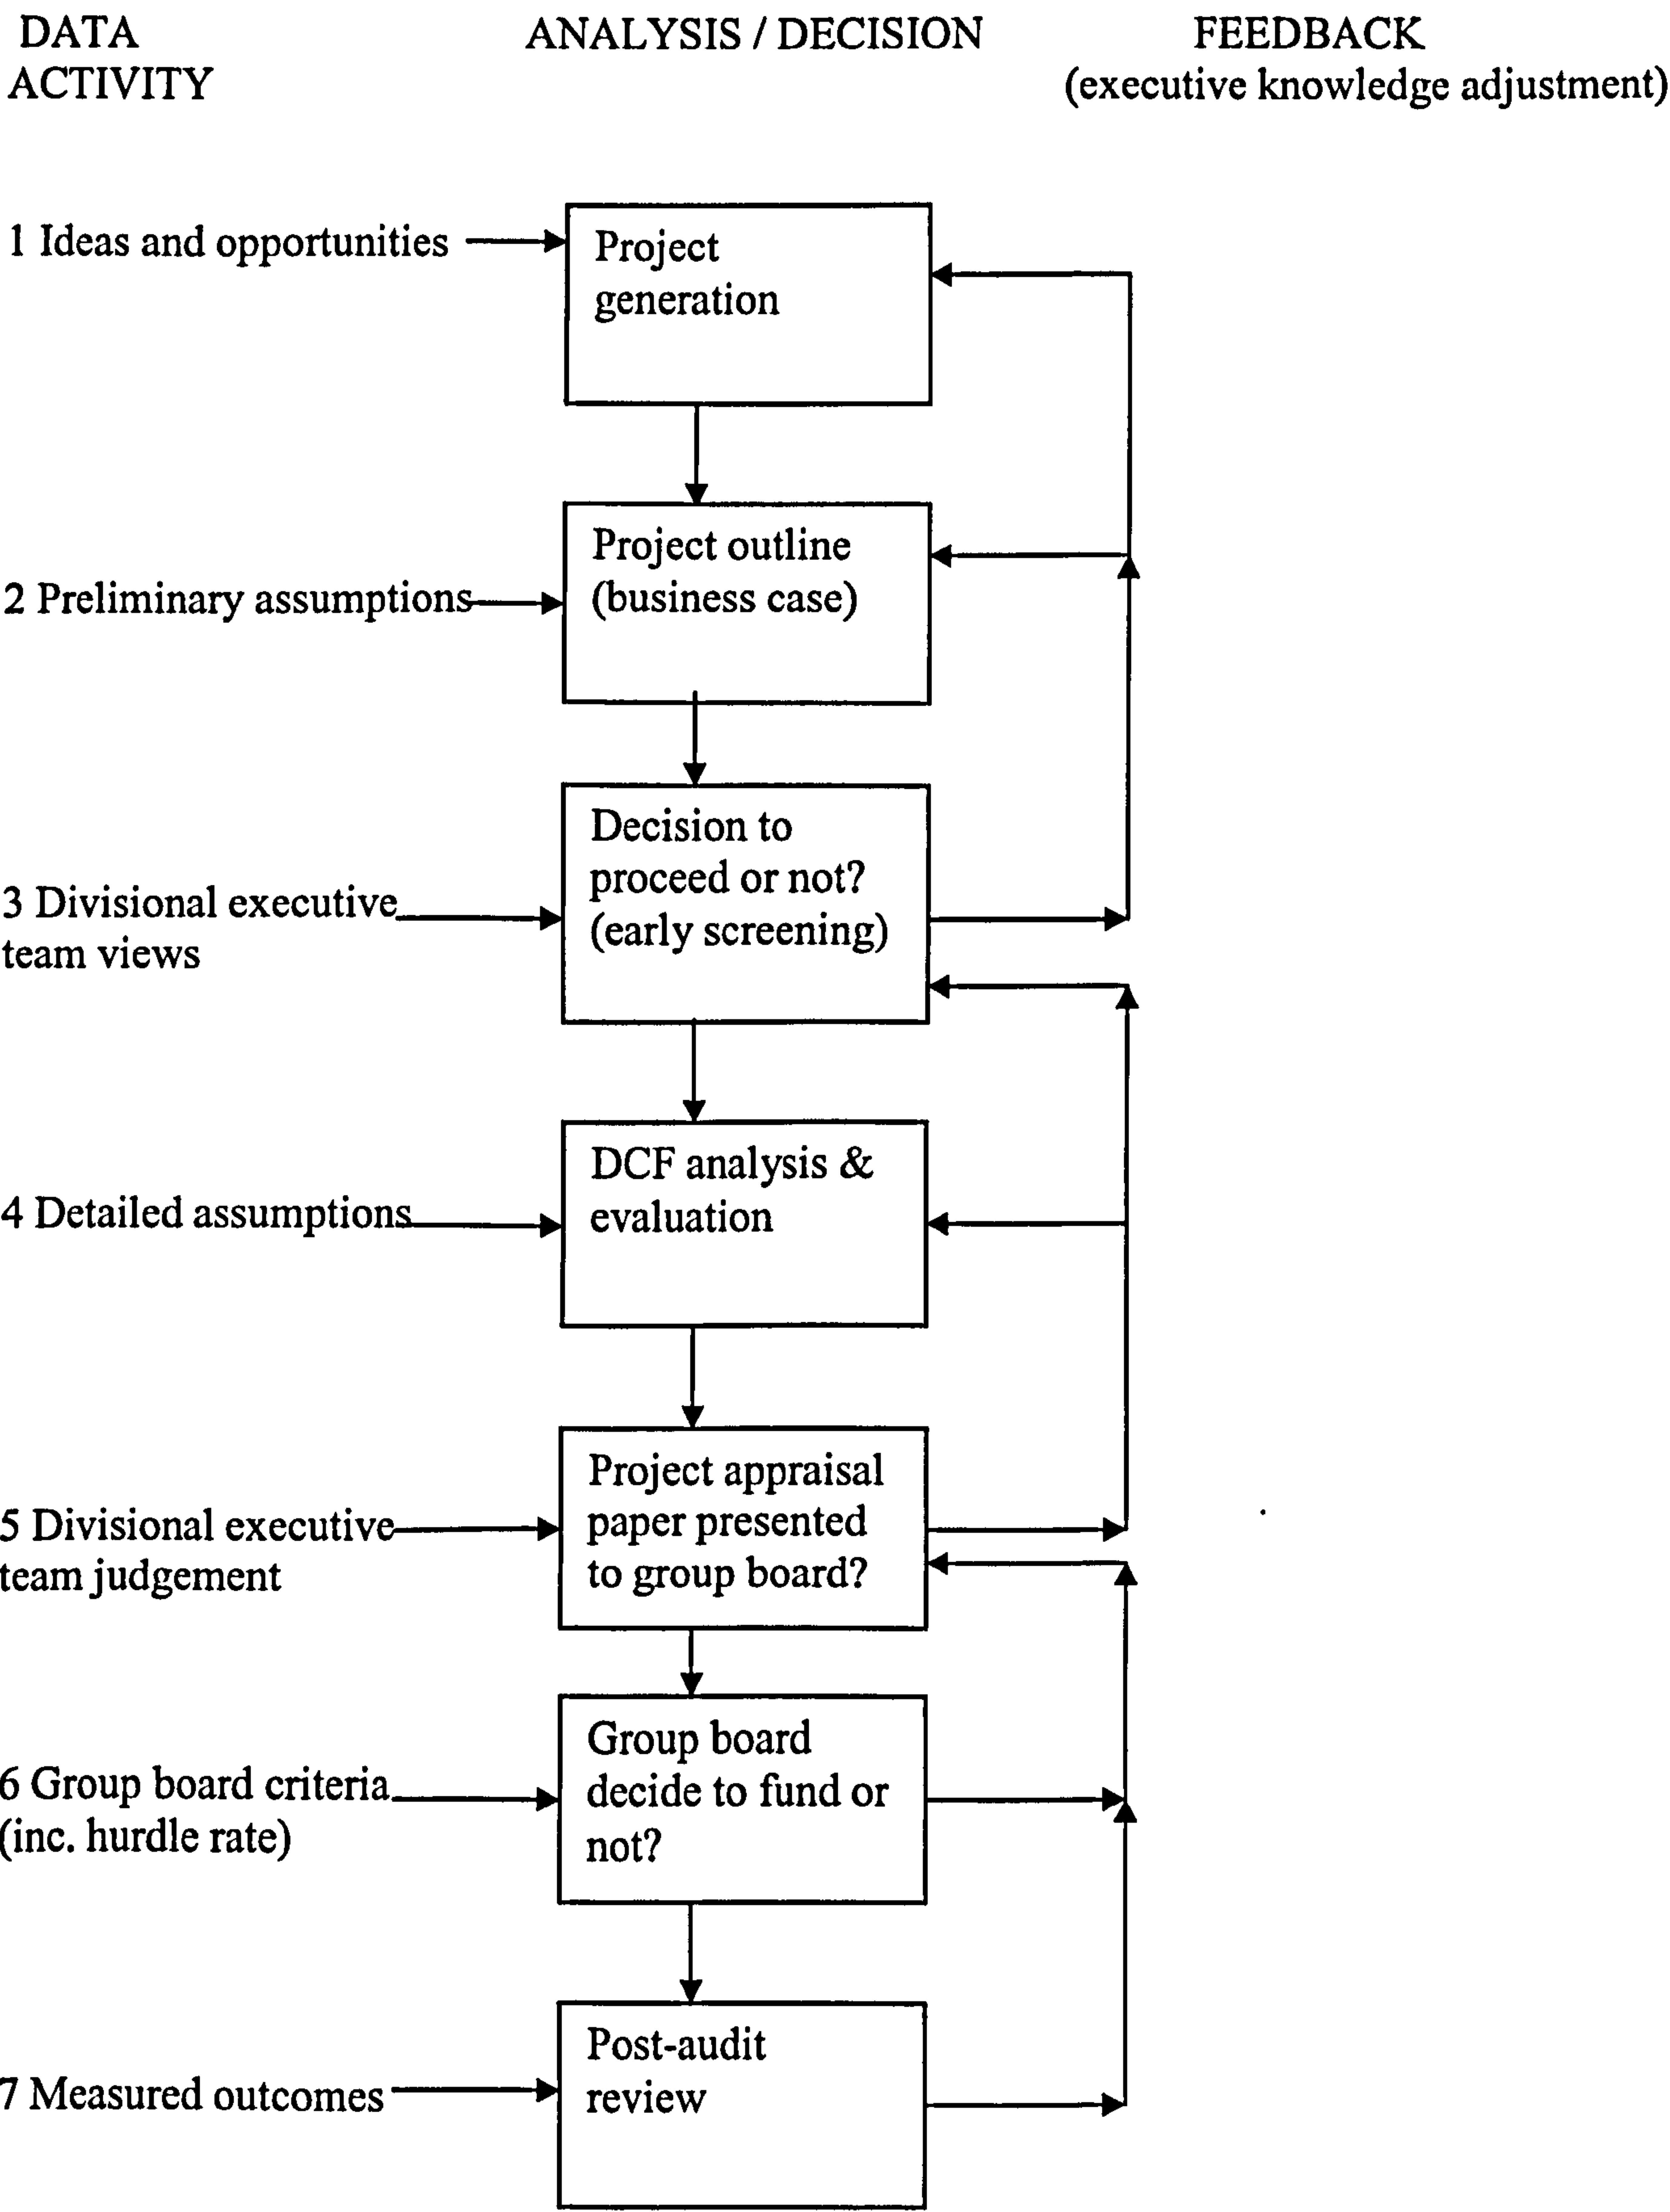 DATA
ACTIVITY
ANALYSIS / DECISION
FEEDBACK
(executive knowledge adjustment)
1 Ideas and opportunities
Project
generation
2 Preliminary assumptions
Project outline
(business case)
3 Divisional executive
team views
Decision to
proceed or not?
(early screening)
4 Detailed assumptions
DCF analysis &
evaluation
5 Divisional executive
team judgement
Project appraisal
paper presented
to group board?
6 Group board criteria
(inc. hurdle rate)
Group board
decide to fund or
not?
7 Measured outcomes
Post-audit
review